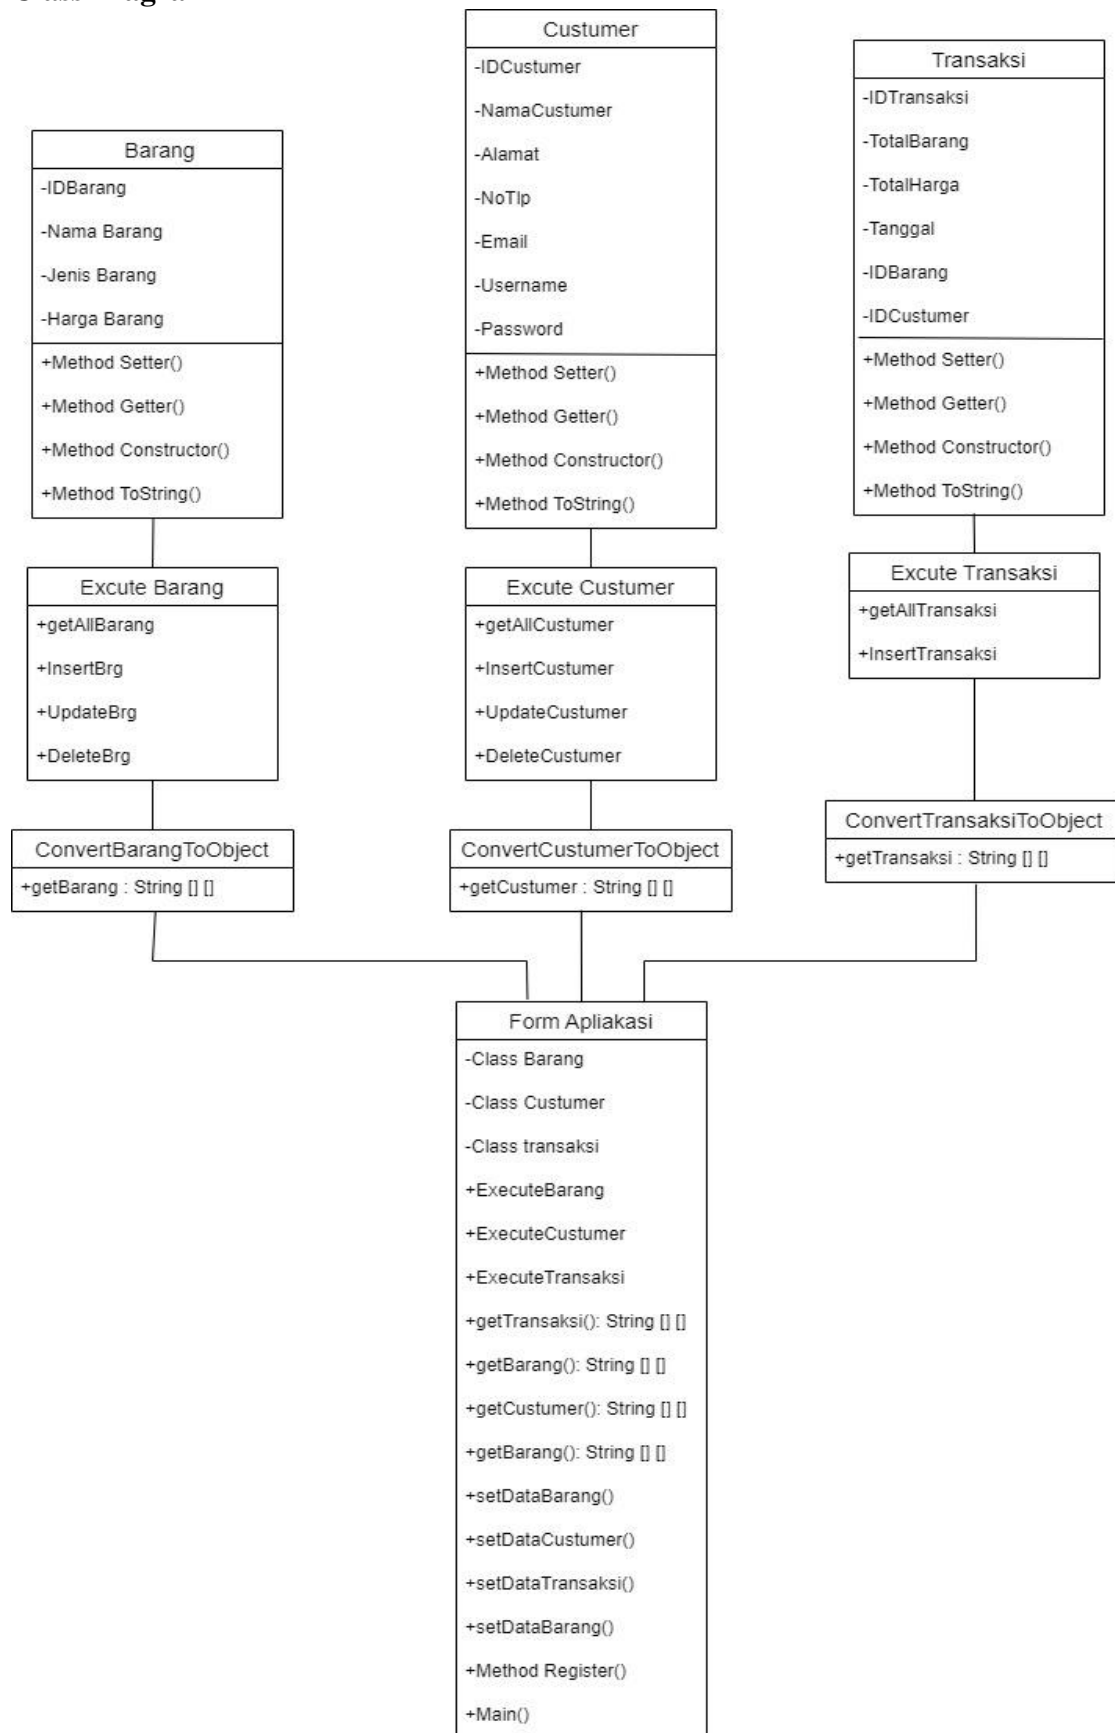 Custumer
-IDCustumer
-NamaCustumer
-Alamat
-NoTlp
-Email
-Username
-Password
+Method Setter()
+Method Getter()
+Method Constructor()
+Method ToString()
Transaksi
-IDTransaksi
-TotalBarang
-TotalHarga
-Tanggal
-IDBarang
-IDCustumer
+Method Setter()
+Method Getter()
+Method Constructor()
+Method ToString()
Barang
-IDBarang
-Nama Barang
-Jenis Barang
-Harga Barang
+Method Setter()
+Method Getter()
+Method Constructor()
+Method ToString()
Excute Barang
+getAllBarang
+InsertBrg
+UpdateBrg
+DeleteBrg
Excute Custumer
+getAllCustumer
+InsertCustumer
+UpdateCustumer
+DeleteCustumer
Excute Transaksi
+getAllTransaksi
+InsertTransaksi
ConvertBarangToObject
+getBarang : String [] []
ConvertCustumerToObject
+getCustumer : String [] []
ConvertTransaksiToObject
+getTransaksi : String [] []
Form Apliakasi
-Class Barang
-Class Custumer
-Class transaksi
+ExecuteBarang
+ExecuteCustumer
+ExecuteTransaksi
+getTransaksi(): String [] []
+getBarang(): String [] []
+getCustumer(): String [] []
+getBarang(): String [] []
+setDataBarang()
+setDataCustumer()
+setDataTransaksi()
+setDataBarang()
+Method Register()
+Main()